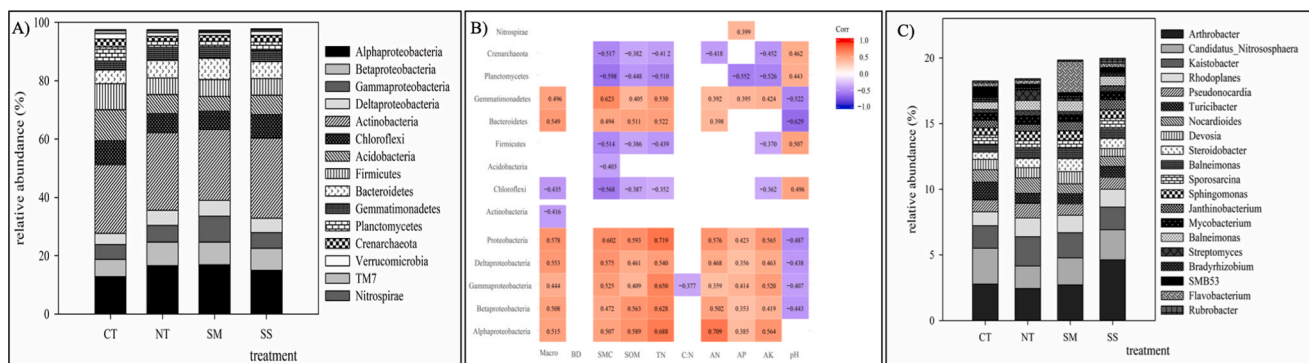 A)
relative abundance (%)
100
80
60
40
20
0
CT NT SM SS
treatment
Alphaproteobacteria
Betaproteobacteria
Gammaproteobacteria
Deltaproteobacteria
Actinobacteria
Chloroflexi
Acidobacteria
Firmicutes
Bacteroidetes
Gemmatimonadetes
Planctomycetes
Crenarchaeota
Verrucomicrobia
TM7
Nitrospirae
B)
Nitrospirae 0.399
Crenarchaeota −0.517 −0.382 −0.41 2 −0.418 −0.432 0.462
Planctomycetes −0.598 −0.448 −0.510 −0.552 −0.526 0.443
Gemmatimonadetes 0.496 0.623 0.405 0.530 0.392 0.395 0.424 −0.522
Bacteroidetes 0.549 0.494 0.511 0.522 0.398 −0.629
Firmicutes −0.514 −0.386 −0.439 −0.370 0.507
Acidobacteria −0.403
Chloroflexi −0.435 −0.568 −0.387 −0.352 −0.362 0.496
Actinobacteria −0.416
Proteobacteria 0.578 0.602 0.593 0.719 0.576 0.423 0.565 −0.487
Deltaproteobacteria 0.553 0.575 0.461 0.540 0.468 0.356 0.463 −0.438
Gammaproteobacteria 0.444 0.525 0.409 0.650 −0.377 0.359 0.414 0.520 −0.407
Betaproteobacteria 0.508 0.472 0.563 0.628 0.502 0.353 0.419 −0.443
Alphaproteobacteria 0.515 0.507 0.589 0.688 0.709 0.385 0.564
Macro BD SMC SOM TN C:N AN AP AK pH
Corr
1.0
0.5
0.0
−0.5
−1.0
C)
relative abundance (%)
20
15
10
5
0
CT NT SM SS
treatment
Arthrobacter
Candidatus_Nitrososphaera
Kaistobacter
Rhodoplanes
Pseudonocardia
Turicibacter
Nocardioides
Devosia
Steroidobacter
Balneimonas
Sporosarcina
Sphingomonas
Janthinobacterium
Mycobacterium
Balneimonas
Streptomyces
Bradyrhizobium
SMB53
Flavobacterium
Rubrobacter